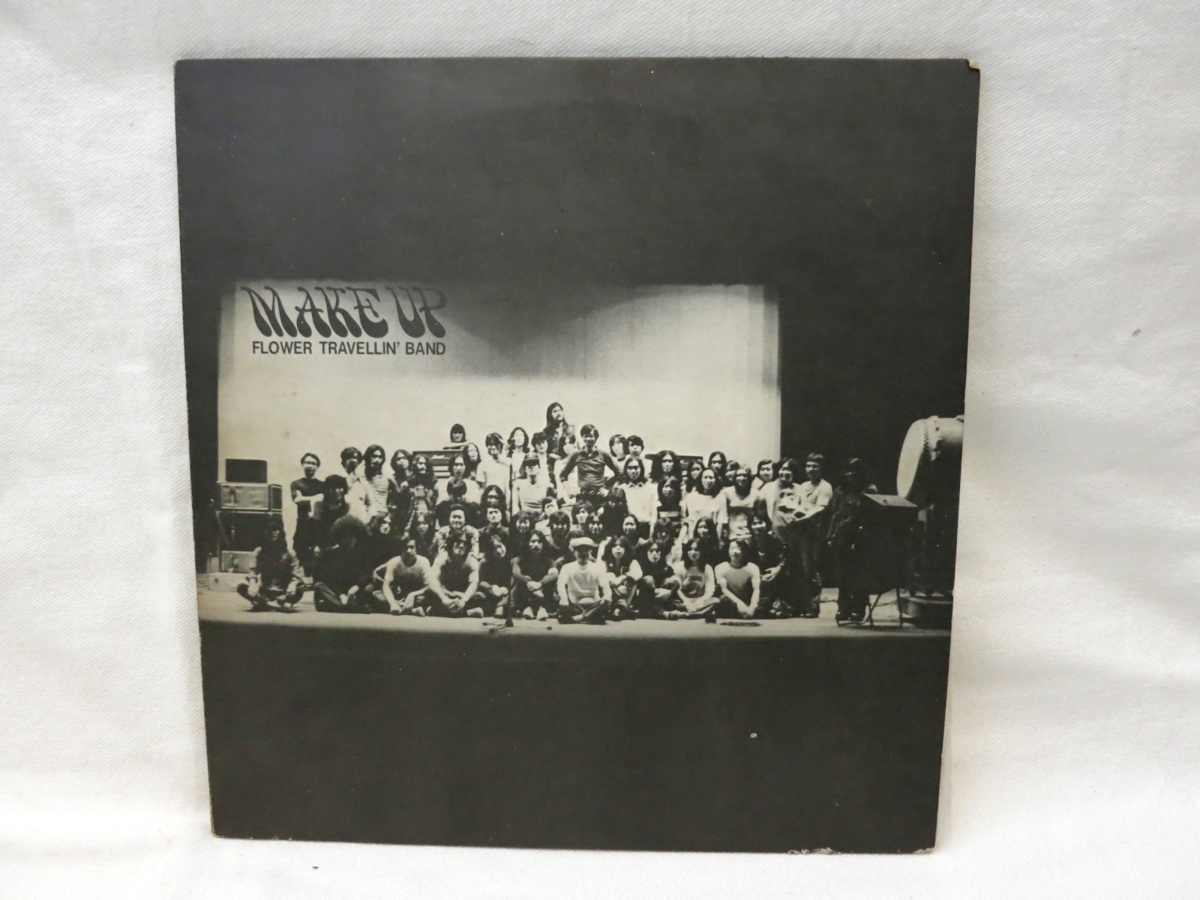 MAKE UP
FLOWER TRAVELLIN' BAND